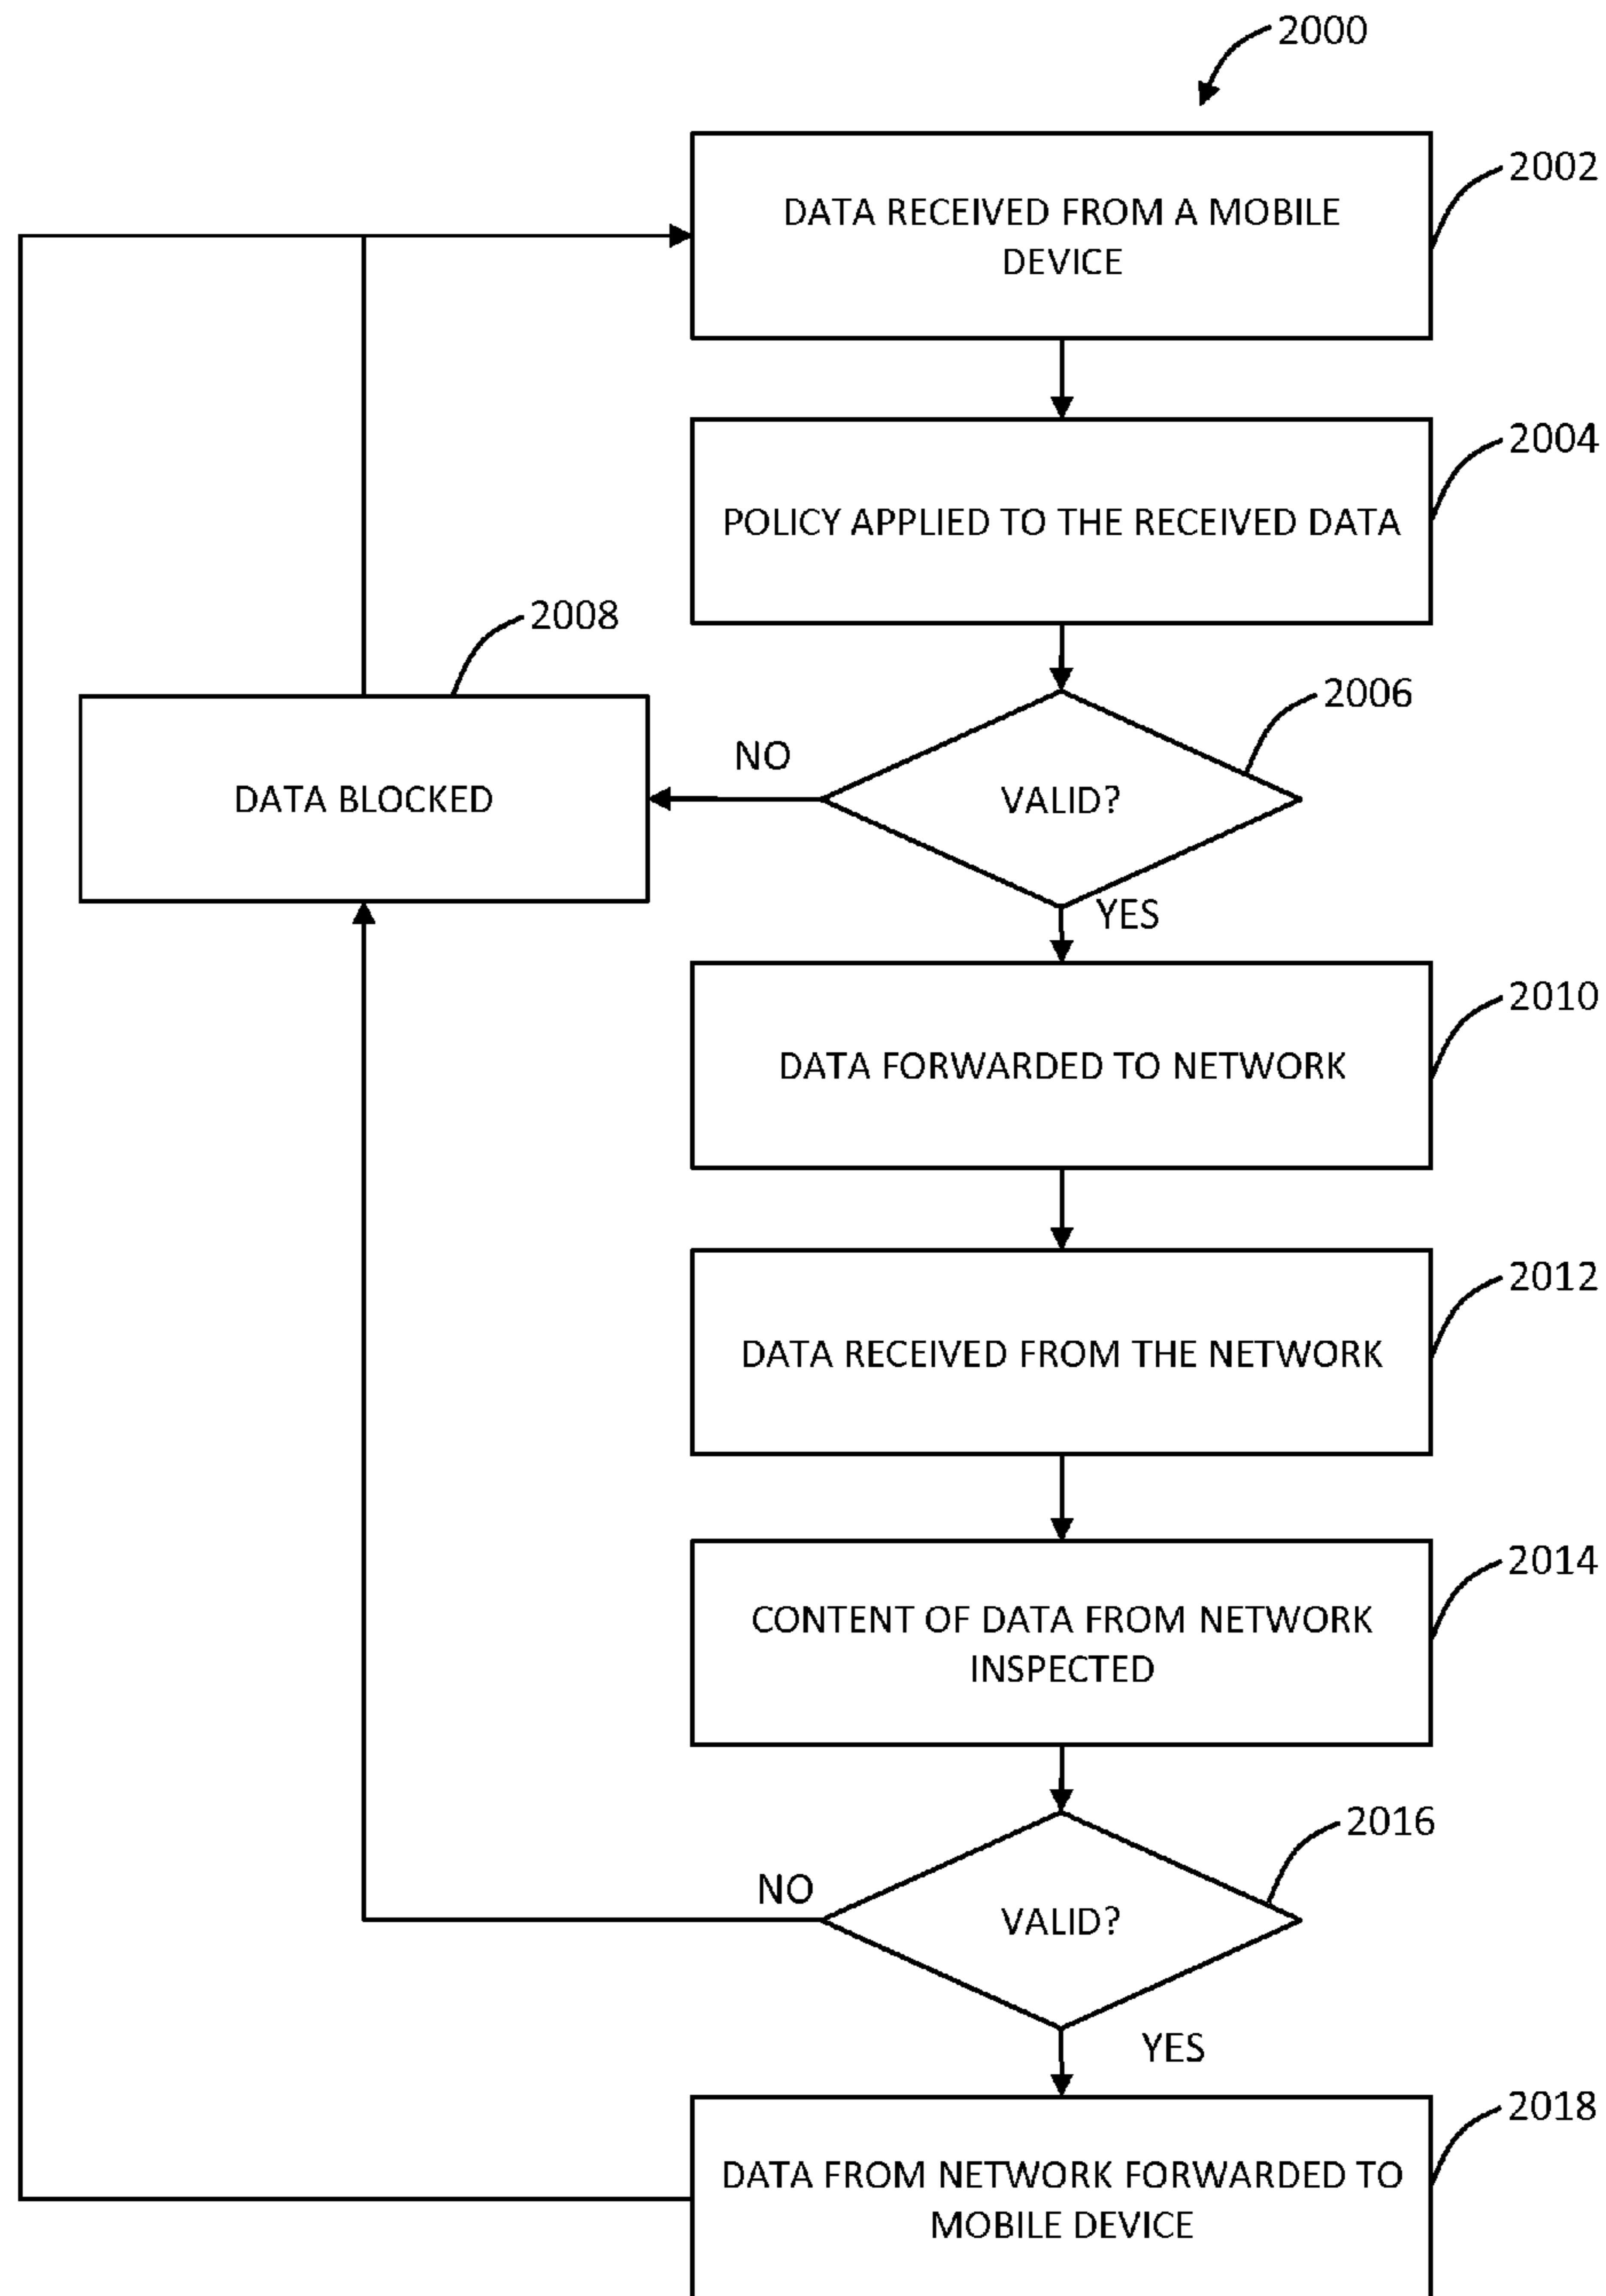 2000
DATA RECEIVED FROM A MOBILE
DEVICE
2002
POLICY APPLIED TO THE RECEIVED DATA
2004
2008
DATA BLOCKED
NO
VALID?
2006
YES
DATA FORWARDED TO NETWORK
2010
DATA RECEIVED FROM THE NETWORK
2012
CONTENT OF DATA FROM NETWORK
INSPECTED
2014
NO
VALID?
2016
YES
DATA FROM NETWORK FORWARDED TO
MOBILE DEVICE
2018